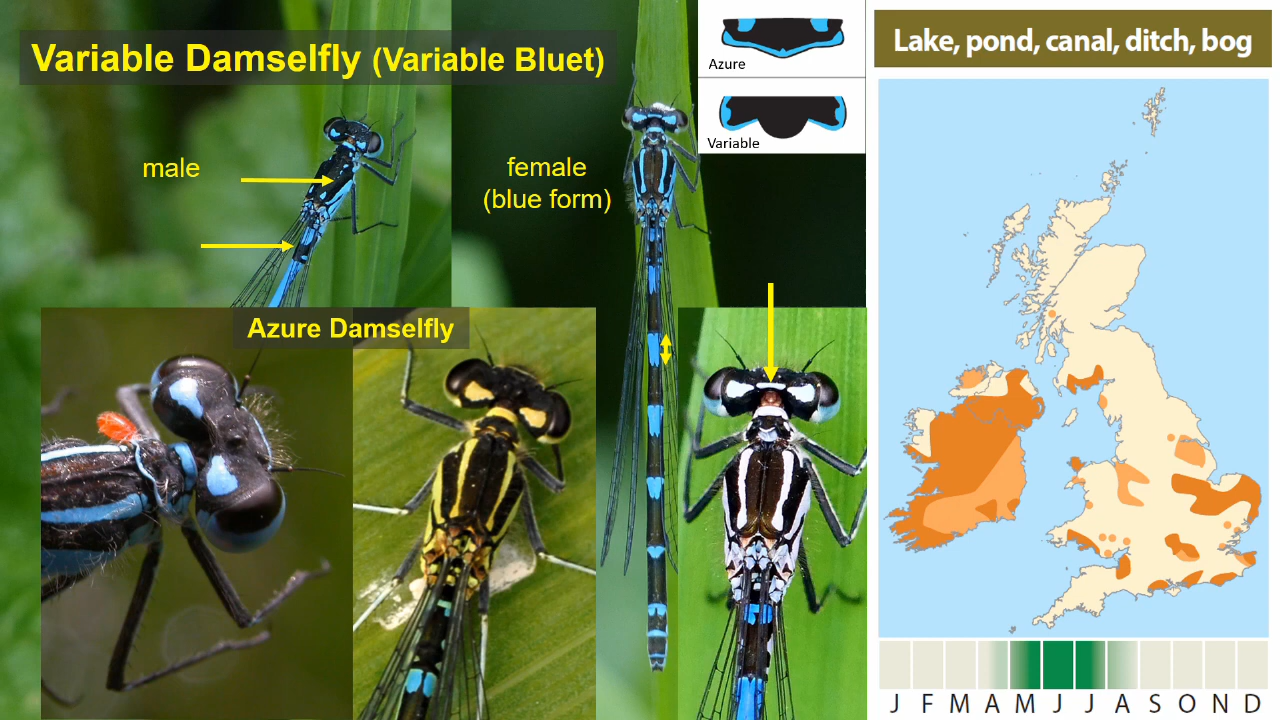 Variable Damselfly (Variable Bluet)
male
female
(blue form)
Azure Damselfly
Azure
Variable
Lake, pond, canal, ditch, bog
J F M A M J J A S O N D